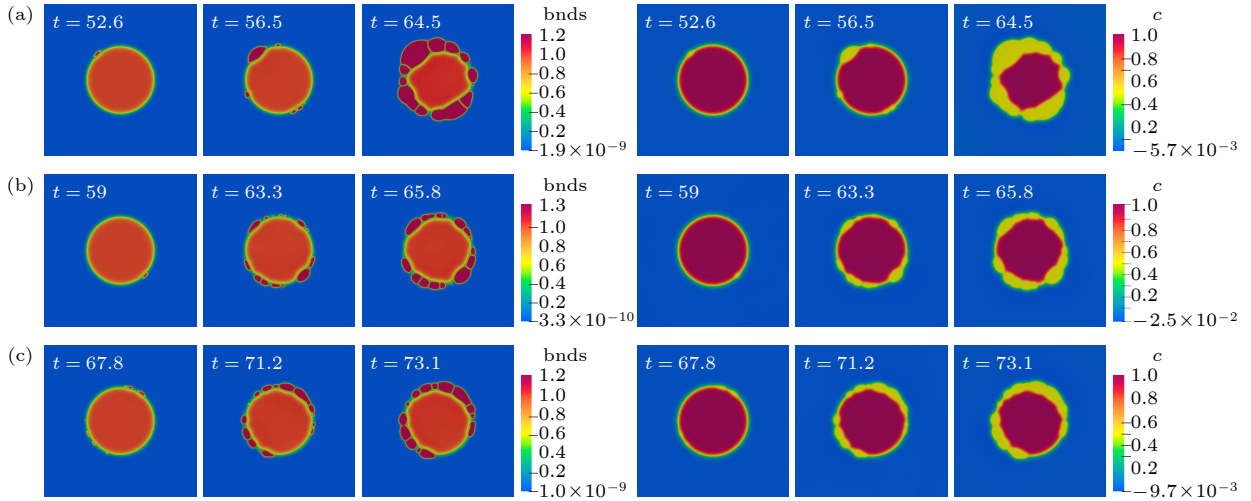 (a)
t = 52.6
t = 56.5
t = 64.5
bnds
1.2
1.0
0.8
0.6
0.4
0.2
1.9×10−9
t = 52.6
t = 56.5
t = 64.5
c
1.0
0.8
0.6
0.4
0.2
−5.7×10−3
(b)
t = 59
t = 63.3
t = 65.8
bnds
1.3
1.0
0.8
0.6
0.4
0.2
3.3×10−10
t = 59
t = 63.3
t = 65.8
c
1.0
0.8
0.6
0.4
0.2
−2.5×10−2
(c)
t = 67.8
t = 71.2
t = 73.1
bnds
1.2
1.0
0.8
0.6
0.4
0.2
1.0×10−9
t = 67.8
t = 71.2
t = 73.1
c
1.0
0.8
0.6
0.4
0.2
−9.7×10−3